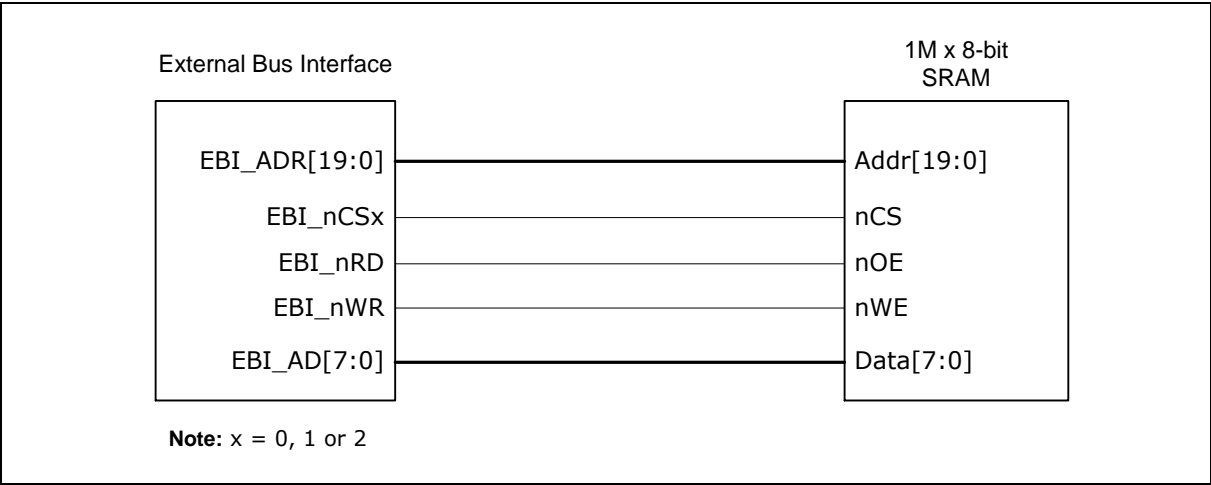 External Bus Interface
1M x 8-bit
SRAM
EBI_ADR[19:0]
Addr[19:0]
EBI_nCSx
nCS
EBI_nRD
nOE
EBI_nWR
nWE
EBI_AD[7:0]
Data[7:0]
Note: x = 0, 1 or 2